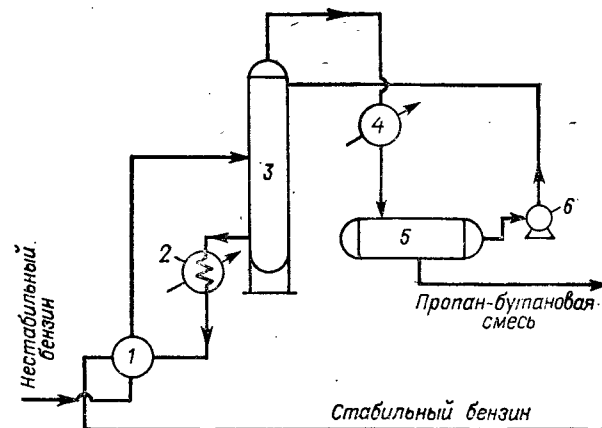 4
3
6
5
2
Пропан-бутановая
смесь
Нестабильный
бензин
1
Стабильный бензин